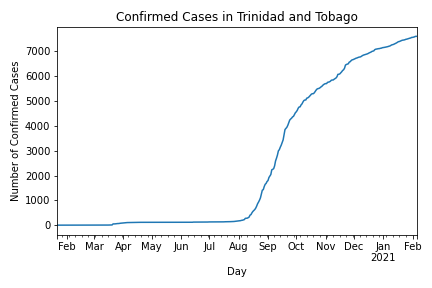 Confirmed Cases in Trinidad and Tobago
Number of Confirmed Cases
7000
6000
5000
4000
3000
2000
1000
0
Feb Mar Apr May Jun Jul Aug Sep Oct Nov Dec Jan Feb
2021
Day